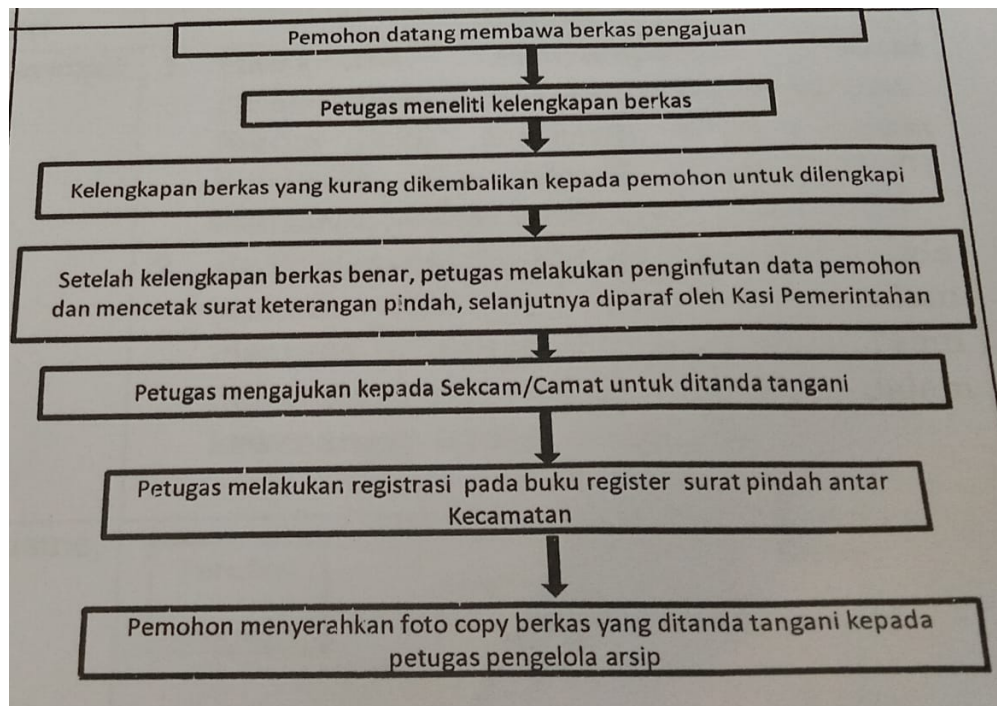 Pemohon datang membawa berkas pengajuan
Petugas meneliti kelengkapan berkas
Kelengkapan berkas yang kurang dikembalikan kepada pemohon untuk dilengkapi
Setelah kelengkapan berkas benar, petugas melakukan penginfutan data pemohon
dan mencetak surat keterangan pindah, selanjutnya diparaf oleh Kasi Pemerintahan
Petugas mengajukan kepada Sekcam/Camat untuk ditanda tangani
Petugas melakukan registrasi pada buku register surat pindah antar
Kecamatan
Pemohon menyerahkan foto copy berkas yang ditanda tangani kepada
petugas pengelola arsip